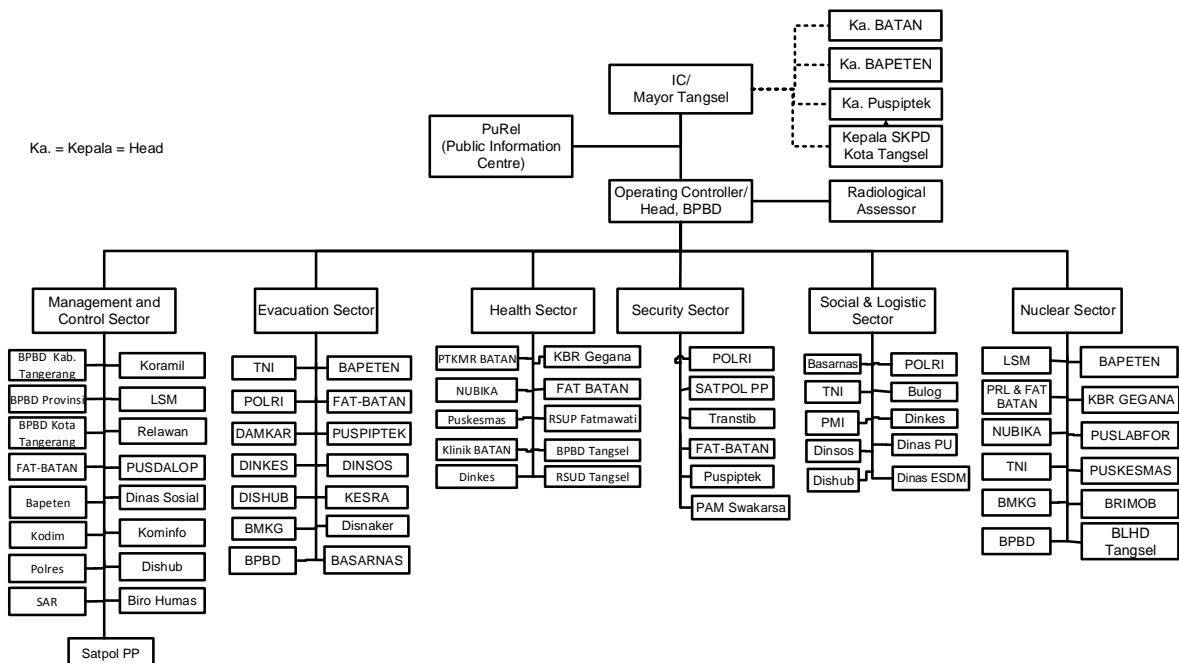 Ka. BATAN
Ka. BAPETEN
IC/
Mayor Tangsel
Ka. Puspiptek
Kepala SKPD
Kota Tangsel
PuRel
(Public Information
Centre)
Ka. = Kepala = Head
Operating Controller/
Head, BPBD
Radiological
Assessor
Management and
Control Sector
BPBD Kab.
Tangerang
Koramil
BPBD Provinsi
LSM
BPBD Kota
Tangerang
Relawan
FAT-BATAN
PUSDALOP
Bapeten
Dinas Sosial
Kodim
Kominfo
Polres
Dishub
SAR
Biro Humas
Satpol PP
Evacuation Sector
TNI
BAPETEN
POLRI
FAT-BATAN
DAMKAR
PUSPIPTEK
DINKES
DINSOS
DISHUB
KESRA
BMKG
Disnaker
BPBD
BASARNAS
Health Sector
PTKMR BATAN
KBR Gegana
NUBIKA
FAT BATAN
Puskesmas
RSUP Fatmawati
Klinik BATAN
BPBD Tangsel
Dinkes
RSUD Tangsel
Security Sector
POLRI
SATPOL PP
Transtib
FAT-BATAN
Puspiptek
PAM Swakarsa
Social & Logistic
Sector
Basarnas
POLRI
TNI
Bulog
PMI
Dinkes
Dinsos
Dinas PU
Dishub
Dinas ESDM
Nuclear Sector
LSM
BAPETEN
PRL & FAT
BATAN
KBR GEGANA
NUBIKA
PUSLABFOR
TNI
PUSKESMAS
BMKG
BRIMOB
BPBD
BLHD
Tangsel